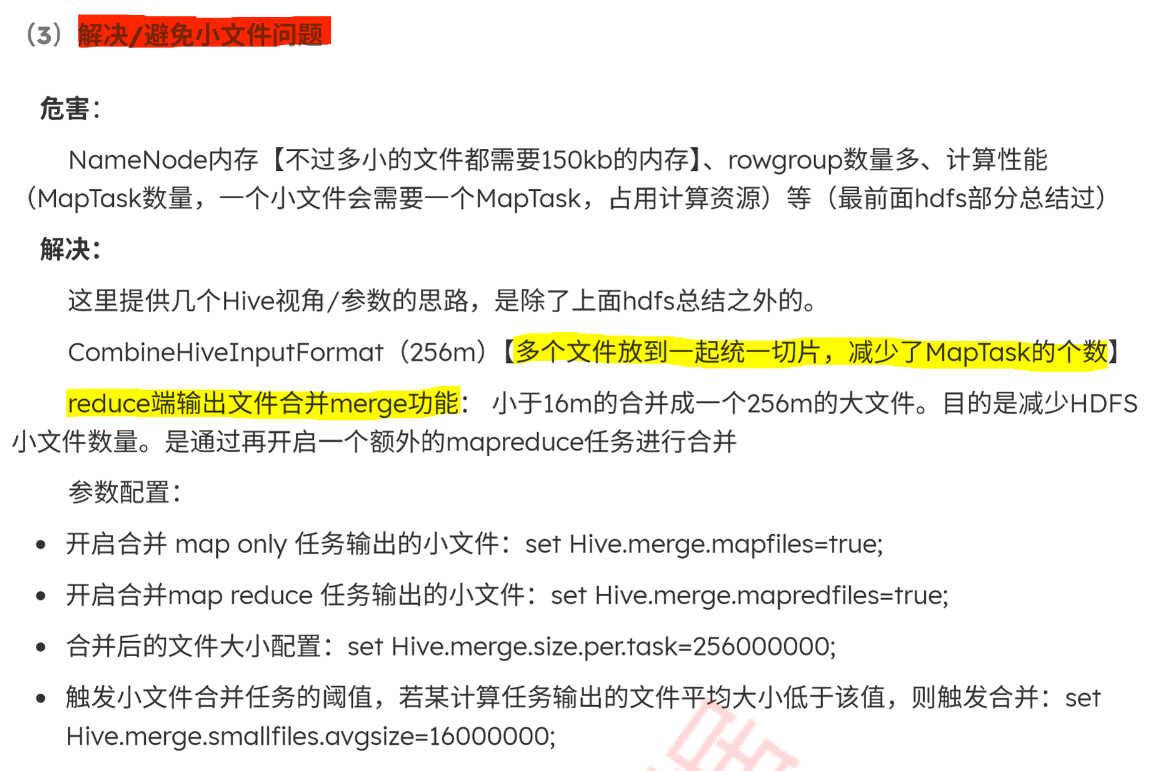 （3）解决/避免小文件问题
危害：
NameNode内存【不过多小的文件都需要150kb的内存】、rowgroup数量多、计算性能
（MapTask数量，一个小文件会需要一个MapTask，占用计算资源）等（最前面hdfs部分总结过）
解决：
这里提供几个Hive视角/参数的思路，是除了上面hdfs总结之外的。
CombineHiveInputFormat（256m）【多个文件放到一起统一切片，减少了MapTask的个数】
reduce端输出文件合并merge功能： 小于16m的合并成一个256m的大文件。目的是减少HDFS
小文件数量。是通过再开启一个额外的mapreduce任务进行合并
参数配置：
• 开启合并 map only 任务输出的小文件：set Hive.merge.mapfiles=true;
• 开启合并map reduce 任务输出的小文件：set Hive.merge.mapredfiles=true;
• 合并后的文件大小配置：set Hive.merge.size.per.task=256000000;
• 触发小文件合并任务的阈值，若某计算任务输出的文件平均大小低于该值，则触发合并：set
Hive.merge.smallfiles.avgsize=16000000;